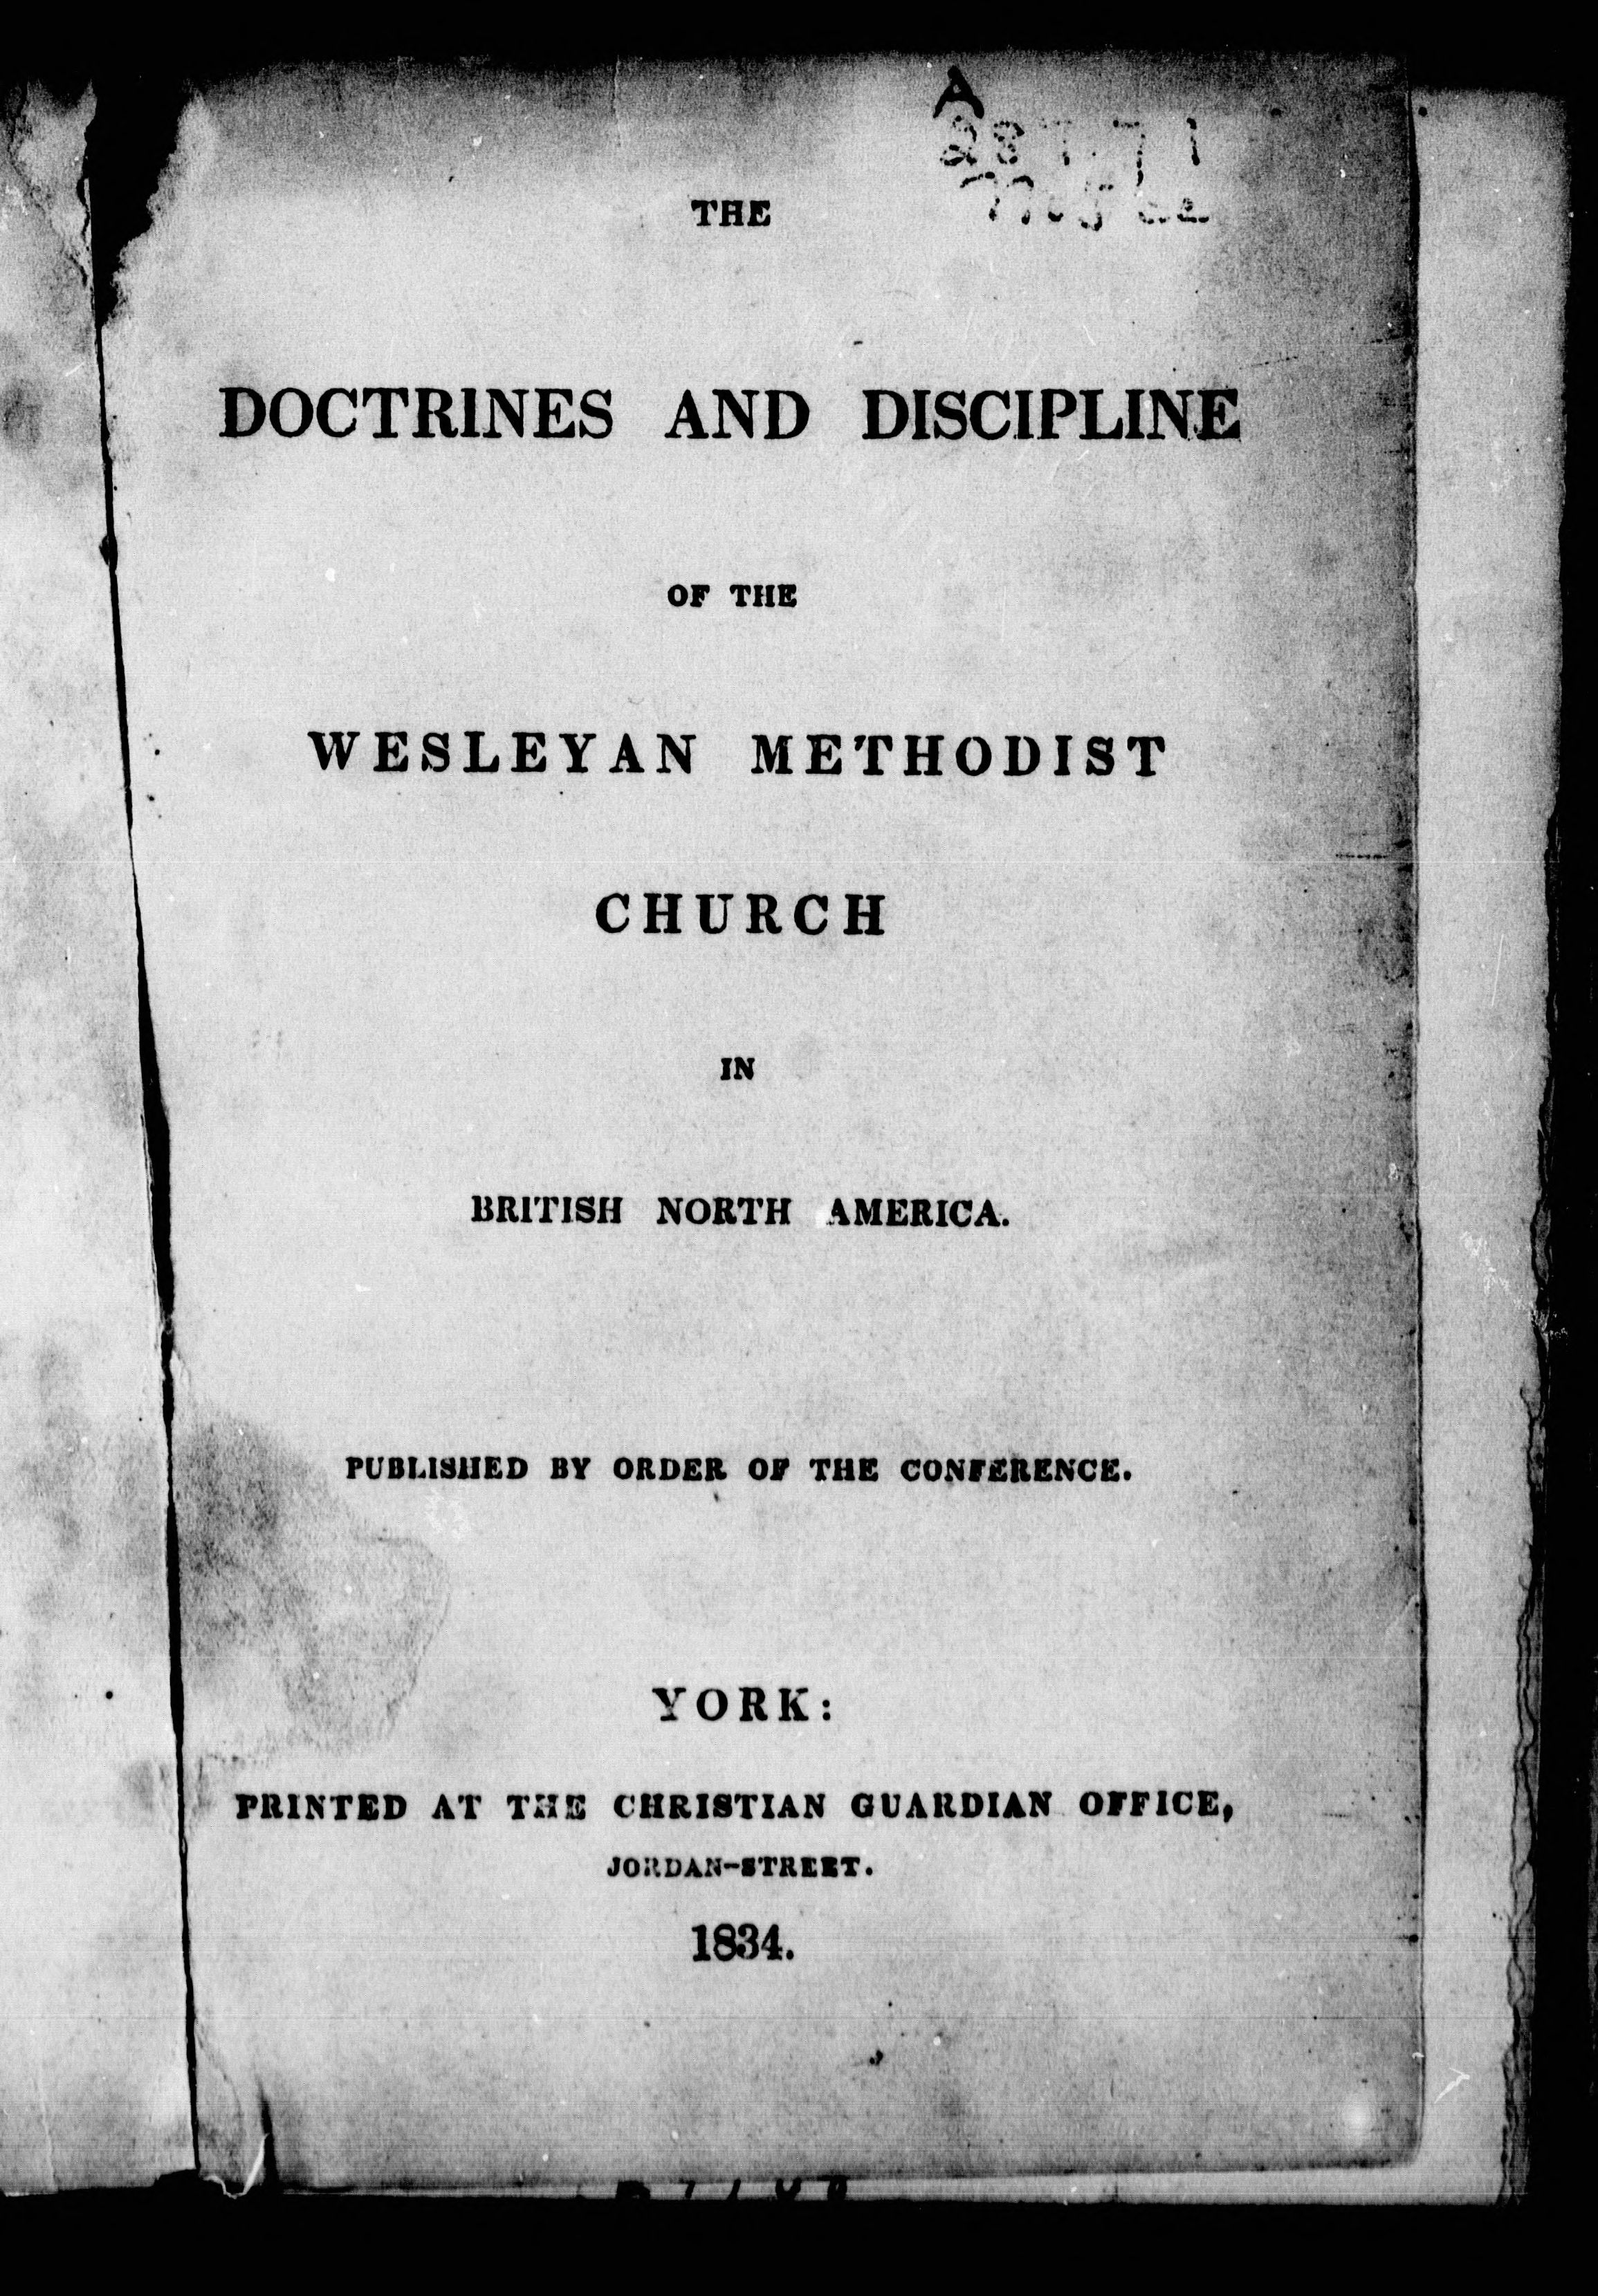 A
THE
DOCTRINES AND DISCIPLINE
OF THE
WESLEYAN METHODIST
CHURCH
IN
BRITISH NORTH AMERICA.
PUBLISHED BY ORDER OF THE CONFERENCE.
YORK:
PRINTED AT THE CHRISTIAN GUARDIAN OFFICE,
JORDAN-STREET.
1834.